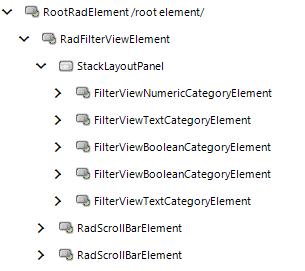 RootRadElement /root element/
RadFilterViewElement
StackLayoutPanel
FilterViewNumericCategoryElement
FilterViewTextCategoryElement
FilterViewBooleanCategoryElement
FilterViewBooleanCategoryElement
FilterViewTextCategoryElement
RadScrollBarElement
RadScrollBarElement